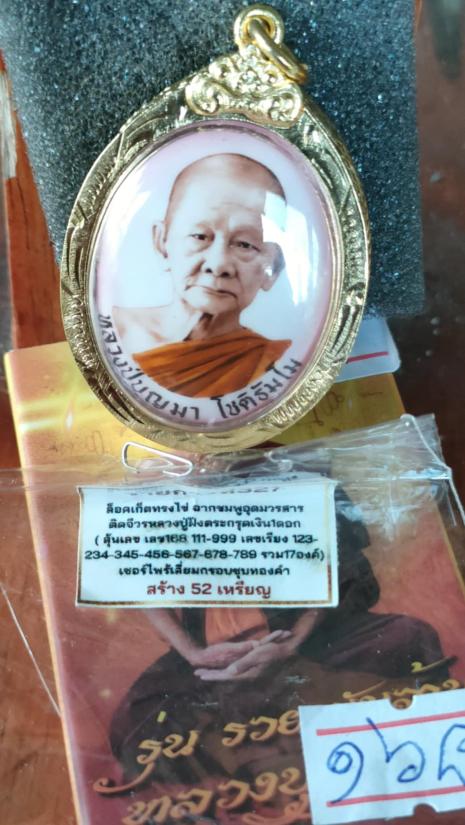 หลวงปู่บุญมา โชติธัมโม
ล็อคเก็ตทรงไข่ ฉากชมพูอุดมวรสาร
ติดจีวรหลวงปู่ฝังตระกรุดเงิน1ดอก
( ลุ้นเลข เลข168 111-999 เลขเรียง 123-
234-345-456-567-678-789 รวม17องค์)
เซอร์ไพร้เลี่ยมกรอบชุบทองคำ
สร้าง 52 เหรียญ
รุ่น รวย
หลวง
๑๖๘